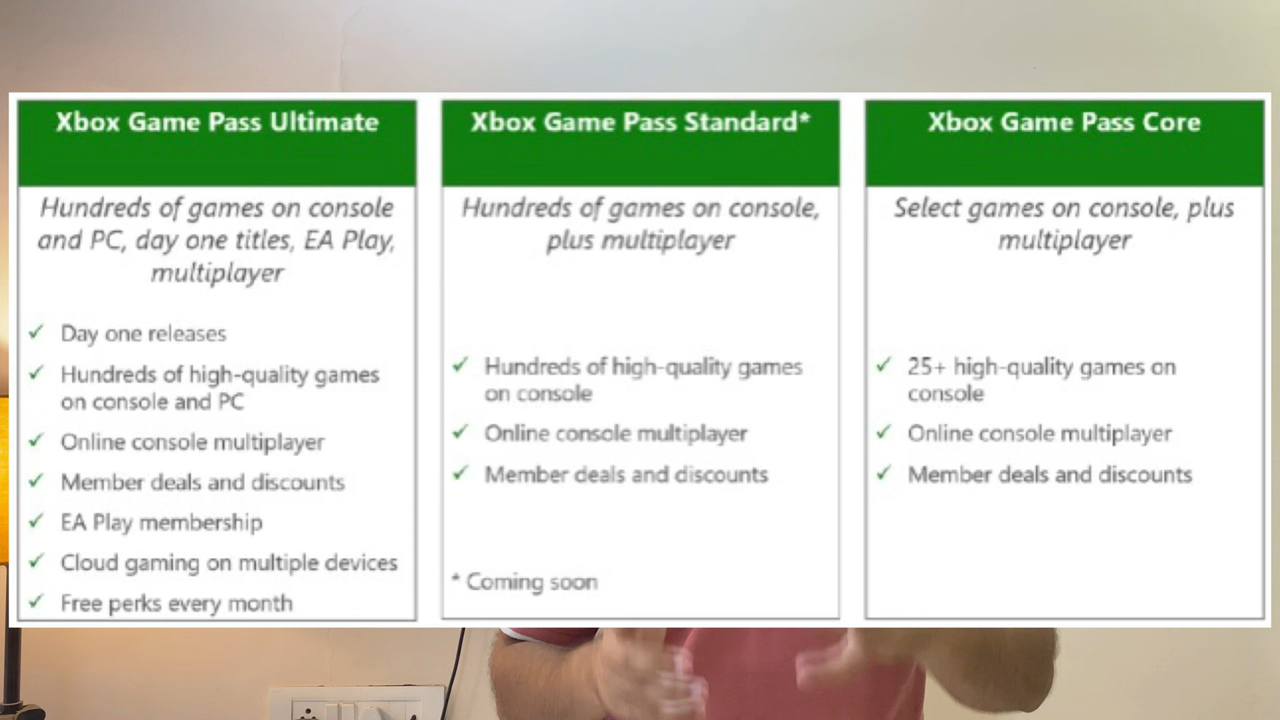 Xbox Game Pass Ultimate
Hundreds of games on console
and PC, day one titles, EA Play,
multiplayer
✓ Day one releases
✓ Hundreds of high-quality games
on console and PC
✓ Online console multiplayer
✓ Member deals and discounts
✓ EA Play membership
✓ Cloud gaming on multiple devices
✓ Free perks every month
Xbox Game Pass Standard*
Hundreds of games on console,
plus multiplayer
✓ Hundreds of high-quality games
on console
✓ Online console multiplayer
✓ Member deals and discounts
* Coming soon
Xbox Game Pass Core
Select games on console, plus
multiplayer
✓ 25+ high-quality games on
console
✓ Online console multiplayer
✓ Member deals and discounts